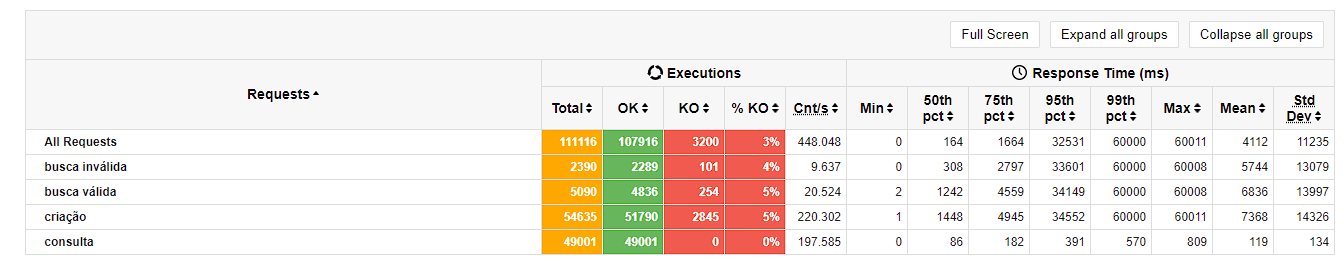 Full Screen Expand all groups Collapse all groups
Requests Executions Response Time (ms)
Total OK KO % KO Cnt/s Min 50th pct 75th pct 95th pct 99th pct Max Mean Std Dev
All Requests 111116 107916 3200 3% 448.048 0 164 1664 32531 60000 60011 4112 11235
busca inválida 2390 2289 101 4% 9.637 0 308 2797 33601 60000 60008 5744 13079
busca válida 5090 4836 254 5% 20.524 2 1242 4559 34149 60000 60008 6836 13997
criação 54635 51790 2845 5% 220.302 1 1448 4945 34552 60000 60011 7368 14326
consulta 49001 49001 0 0% 197.585 0 86 182 391 570 809 119 134